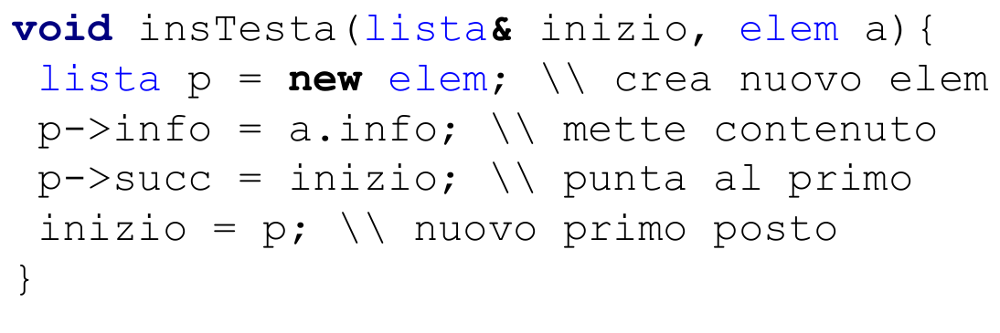 void insTesta(lista& inizio, elem a){
lista p = new elem; \\ crea nuovo elem
p->info = a.info; \\ mette contenuto
p->succ = inizio; \\ punta al primo
inizio = p; \\ nuovo primo posto
}